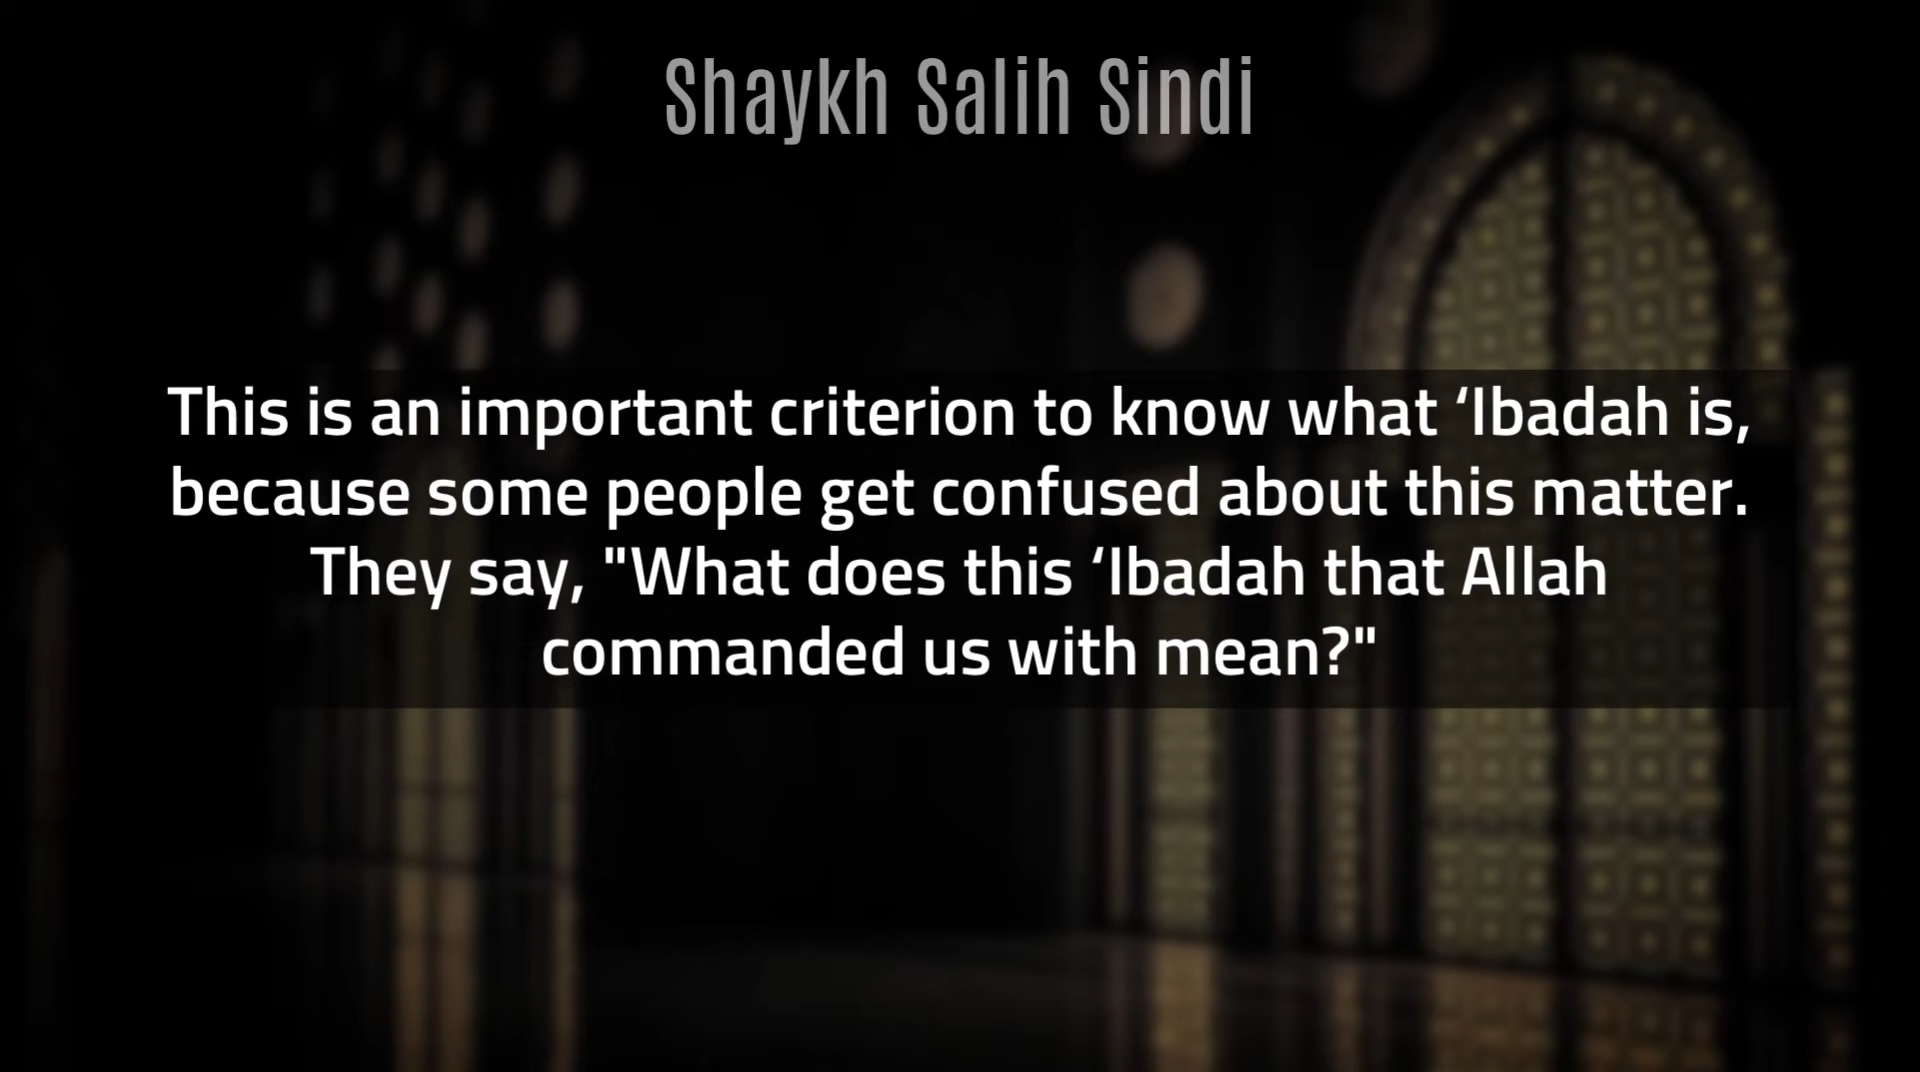 Shaykh Salih Sindi
This is an important criterion to know what ‘Ibadah is,
because some people get confused about this matter.
They say, "What does this ‘Ibadah that Allah
commanded us with mean?"